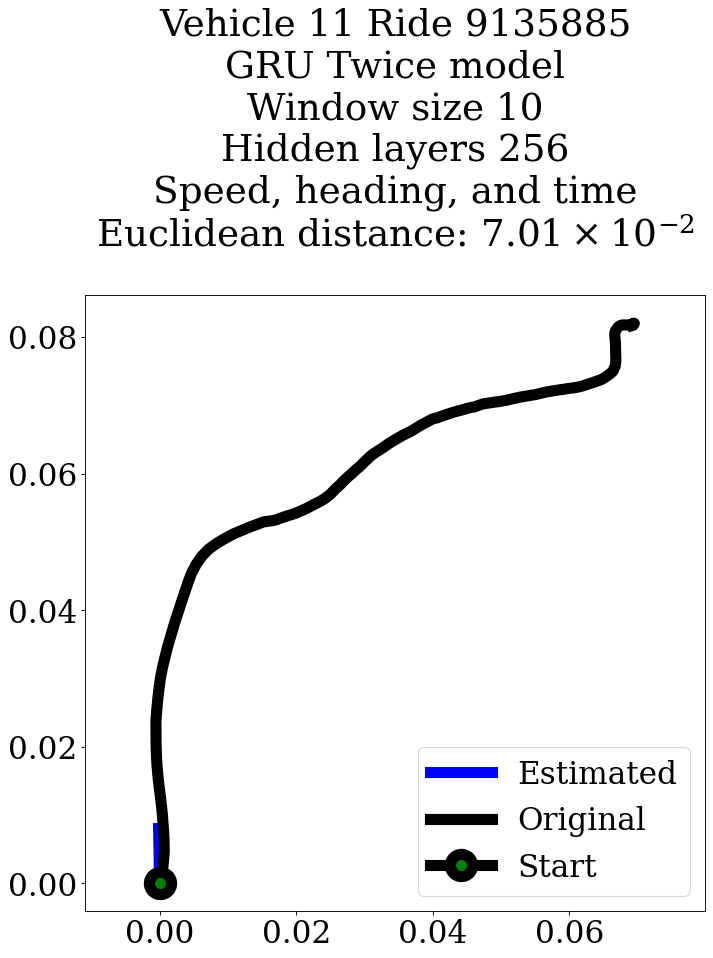 Vehicle 11 Ride 9135885
GRU Twice model
Window size 10
Hidden layers 256
Speed, heading, and time
Euclidean distance: 7.01 × 10⁻²
0.08
0.06
0.04
0.02
0.00
Estimated
Original
Start
0.00 0.02 0.04 0.06